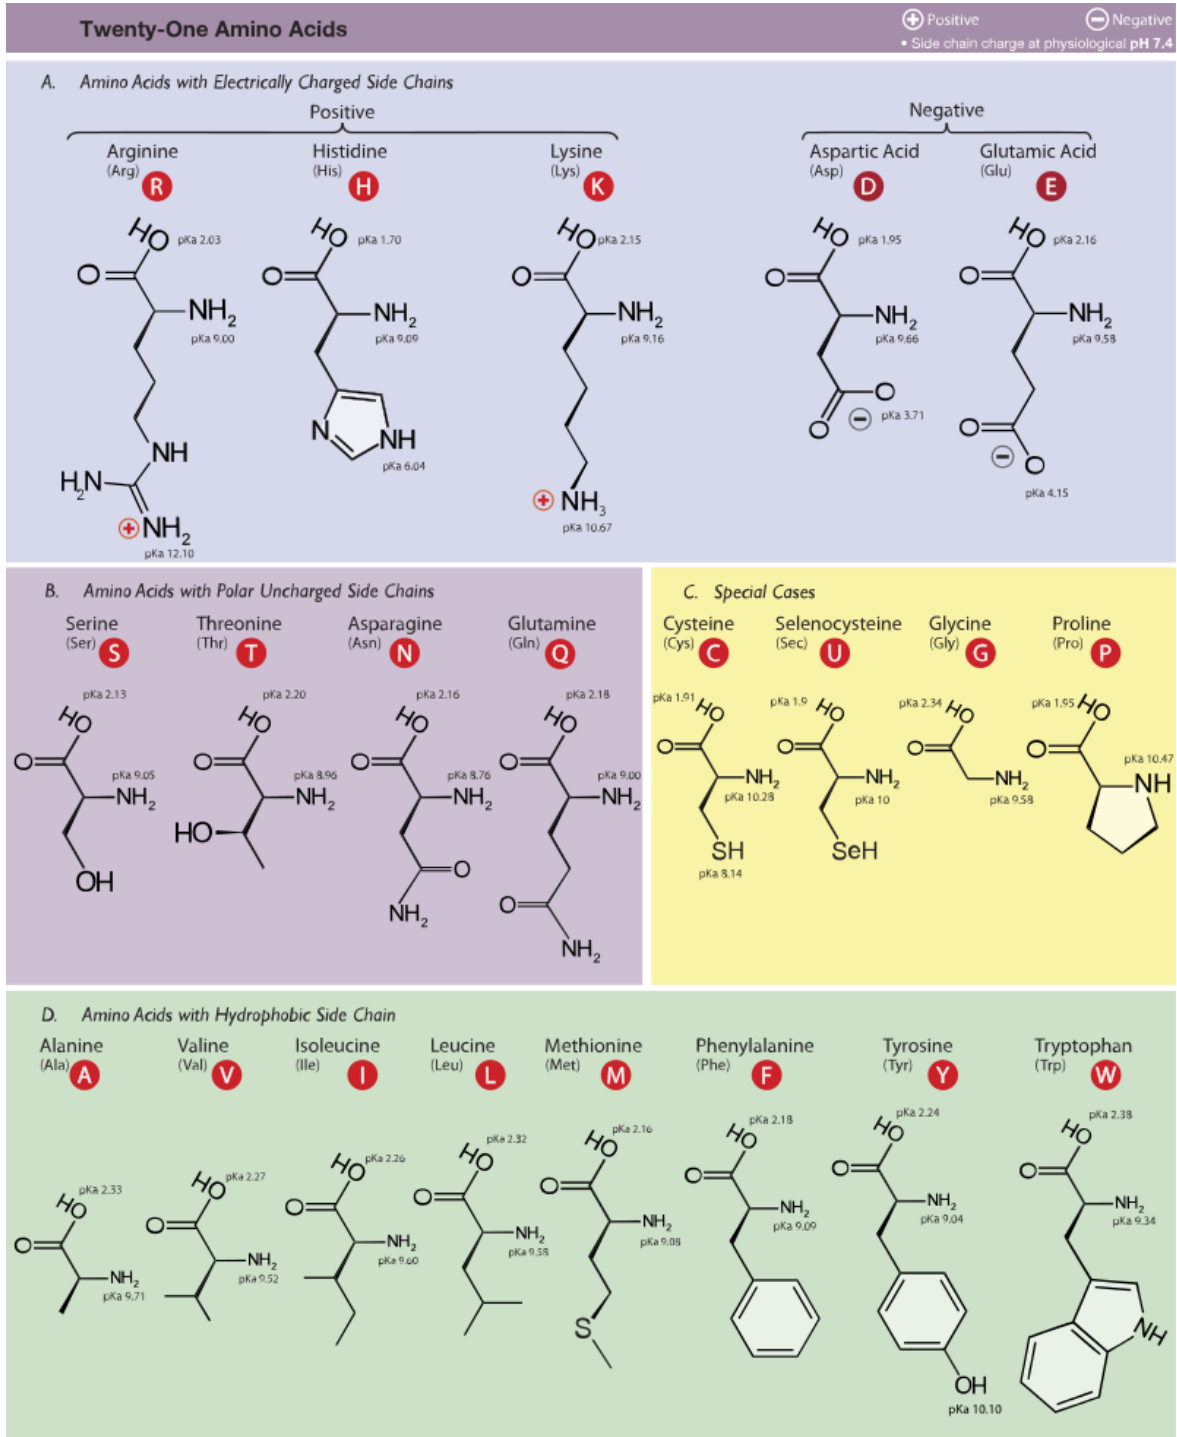 Twenty-One Amino Acids
+ Positive − Negative
• Side chain charge at physiological pH 7.4
A. Amino Acids with Electrically Charged Side Chains
Positive
Negative
Arginine
(Arg) R
Histidine
(His) H
Lysine
(Lys) K
Aspartic Acid
(Asp) D
Glutamic Acid
(Glu) E
HO pKa 2.03
O
NH2
pKa 9.00
NH
H2N
+ NH2
pKa 12.10
HO pKa 1.70
O
NH2
pKa 9.09
N
NH
pKa 6.04
HO pKa 2.15
O
NH2
pKa 9.16
+ NH3
pKa 10.67
HO pKa 1.95
O
NH2
pKa 9.66
O
− pKa 3.71
O
HO pKa 2.16
O
NH2
pKa 9.58
O
− O
pKa 4.15
B. Amino Acids with Polar Uncharged Side Chains
Serine
(Ser) S
Threonine
(Thr) T
Asparagine
(Asn) N
Glutamine
(Gln) Q
pKa 2.13
HO
O
pKa 9.05
NH2
OH
pKa 2.20
HO
O
pKa 8.96
NH2
HO
pKa 2.16
HO
O
pKa 8.76
NH2
O
NH2
pKa 2.18
HO
O
pKa 9.00
NH2
O
NH2
C. Special Cases
Cysteine
(Cys) C
Selenocysteine
(Sec) U
Glycine
(Gly) G
Proline
(Pro) P
pKa 1.91 HO
O
NH2
pKa 10.28
SH
pKa 8.14
pKa 1.9 HO
O
NH2
pKa 10
SeH
pKa 2.34 HO
O
NH2
pKa 9.58
pKa 1.95 HO
O
pKa 10.47
NH
D. Amino Acids with Hydrophobic Side Chain
Alanine
(Ala) A
Valine
(Val) V
Isoleucine
(Ile) I
Leucine
(Leu) L
Methionine
(Met) M
Phenylalanine
(Phe) F
Tyrosine
(Tyr) Y
Tryptophan
(Trp) W
pKa 2.33
HO
O
NH2
pKa 9.71
pKa 2.27
HO
O
NH2
pKa 9.52
pKa 2.26
HO
O
NH2
pKa 9.60
pKa 2.32
HO
O
NH2
pKa 9.58
pKa 2.16
HO
O
NH2
pKa 9.08
S
pKa 2.18
HO
O
NH2
pKa 9.09
pKa 2.24
HO
O
NH2
pKa 9.04
OH
pKa 10.10
pKa 2.38
HO
O
NH2
pKa 9.34
NH